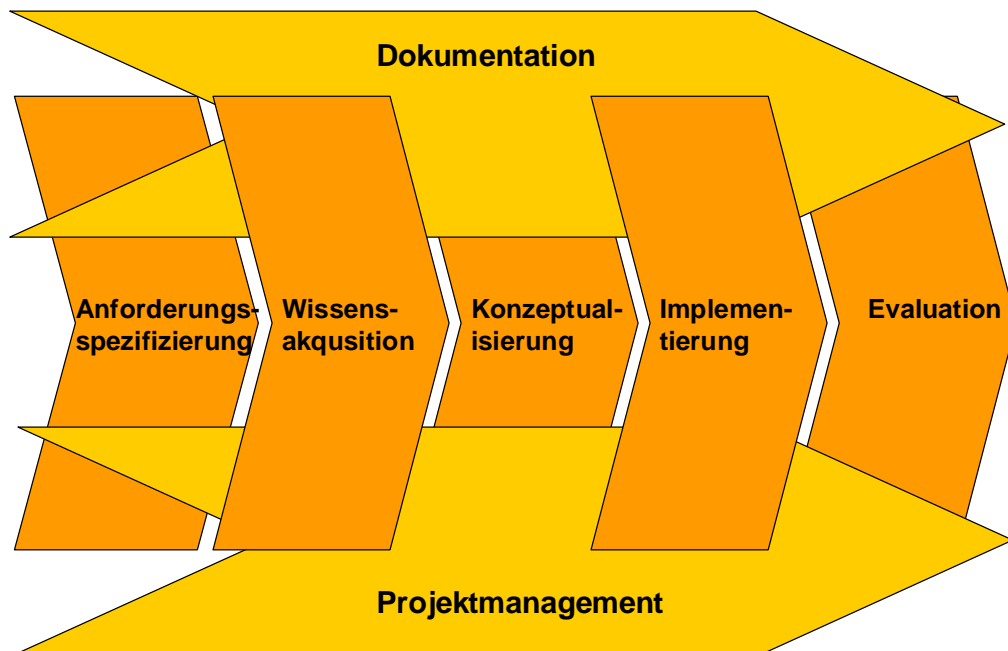 Dokumentation
Anforderungs-
spezifizierung
Wissens-
akqusition
Konzeptual-
isierung
Implemen-
tierung
Evaluation
Projektmanagement